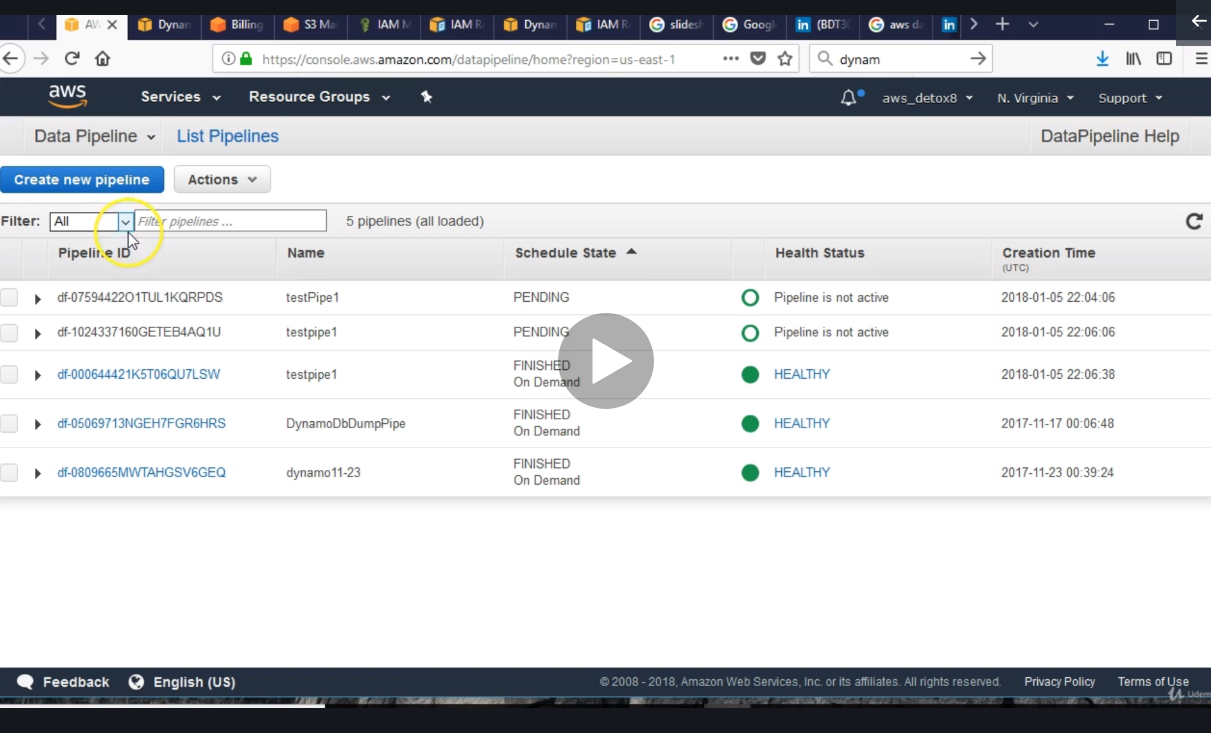 AW
Dynan
Billing
S3 Ma
IAM M
IAM R
Dynan
IAM R
slidesh
Googl
(BDT30
aws da
https://console.aws.amazon.com/datapipeline/home?region=us-east-1
dynam
aws
Services
Resource Groups
aws_detox8
N. Virginia
Support
Data Pipeline
List Pipelines
DataPipeline Help
Create new pipeline
Actions
Filter: All Filter pipelines ... 5 pipelines (all loaded)
Pipeline ID Name Schedule State Health Status Creation Time
(UTC)
df-07594422O1TUL1KQRPDS testPipe1 PENDING Pipeline is not active 2018-01-05 22:04:06
df-1024337160GETEB4AQ1U testpipe1 PENDING Pipeline is not active 2018-01-05 22:06:06
df-000644421K5T06QU7LSW testpipe1 FINISHED On Demand HEALTHY 2018-01-05 22:06:38
df-05069713NGEH7FGR6HRS DynamoDbDumpPipe FINISHED On Demand HEALTHY 2017-11-17 00:06:48
df-0809665MWTAHGSV6GEQ dynamo11-23 FINISHED On Demand HEALTHY 2017-11-23 00:39:24
Feedback English (US) © 2008 - 2018, Amazon Web Services, Inc. or its affiliates. All rights reserved. Privacy Policy Terms of Use